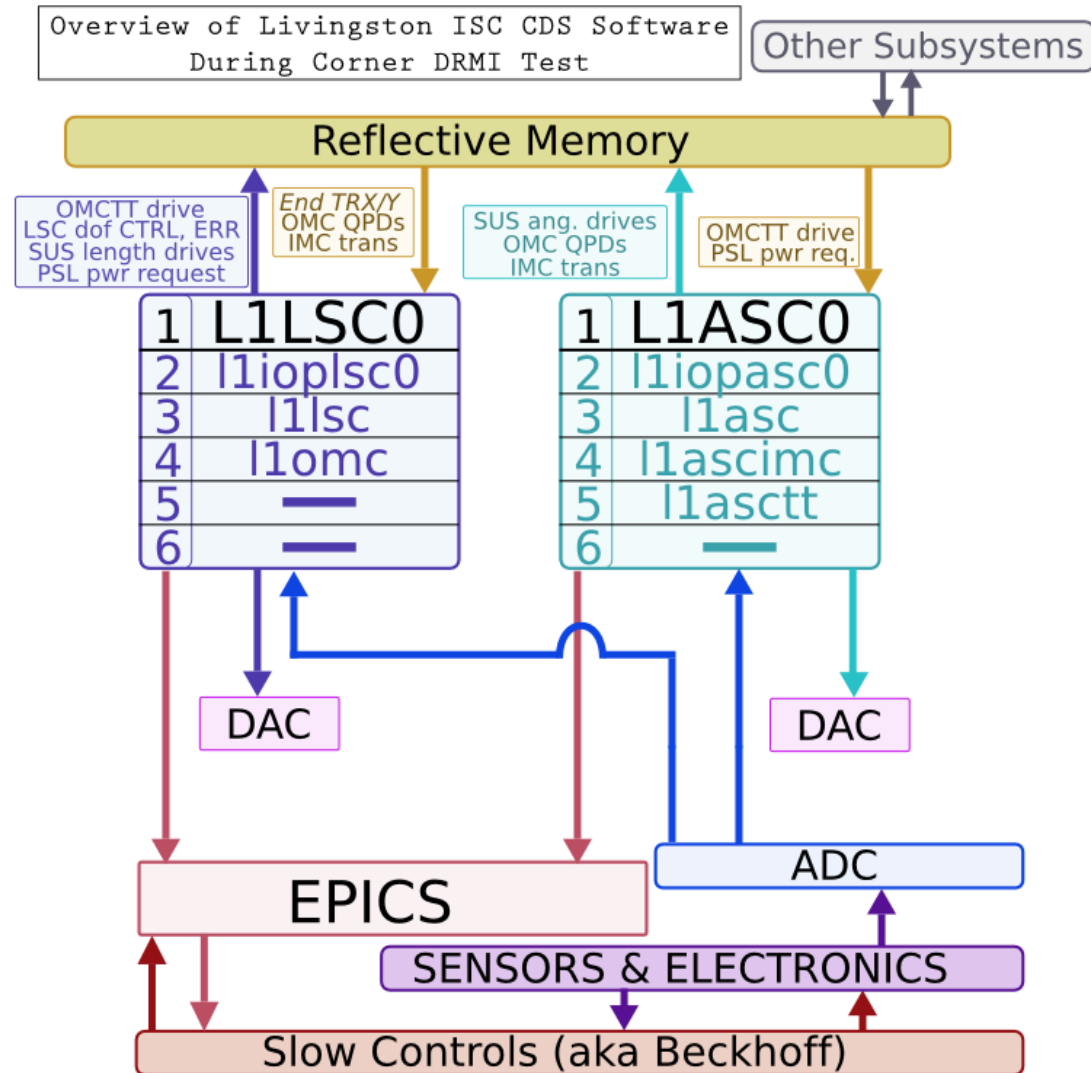 Overview of Livingston ISC CDS Software
During Corner DRMI Test
Other Subsystems
Reflective Memory
OMCTT drive
LSC dof CTRL, ERR
SUS length drives
PSL pwr request
End TRX/Y
OMC QPDs
IMC trans
SUS ang. drives
OMC QPDs
IMC trans
OMCTT drive
PSL pwr req.
1 L1LSC0
2 l1ioplsc0
3 l1lsc
4 l1omc
5 —
6 —
1 L1ASC0
2 l1iopasc0
3 l1asc
4 l1ascimc
5 l1asctt
6 —
DAC
DAC
ADC
EPICS
SENSORS & ELECTRONICS
Slow Controls (aka Beckhoff)